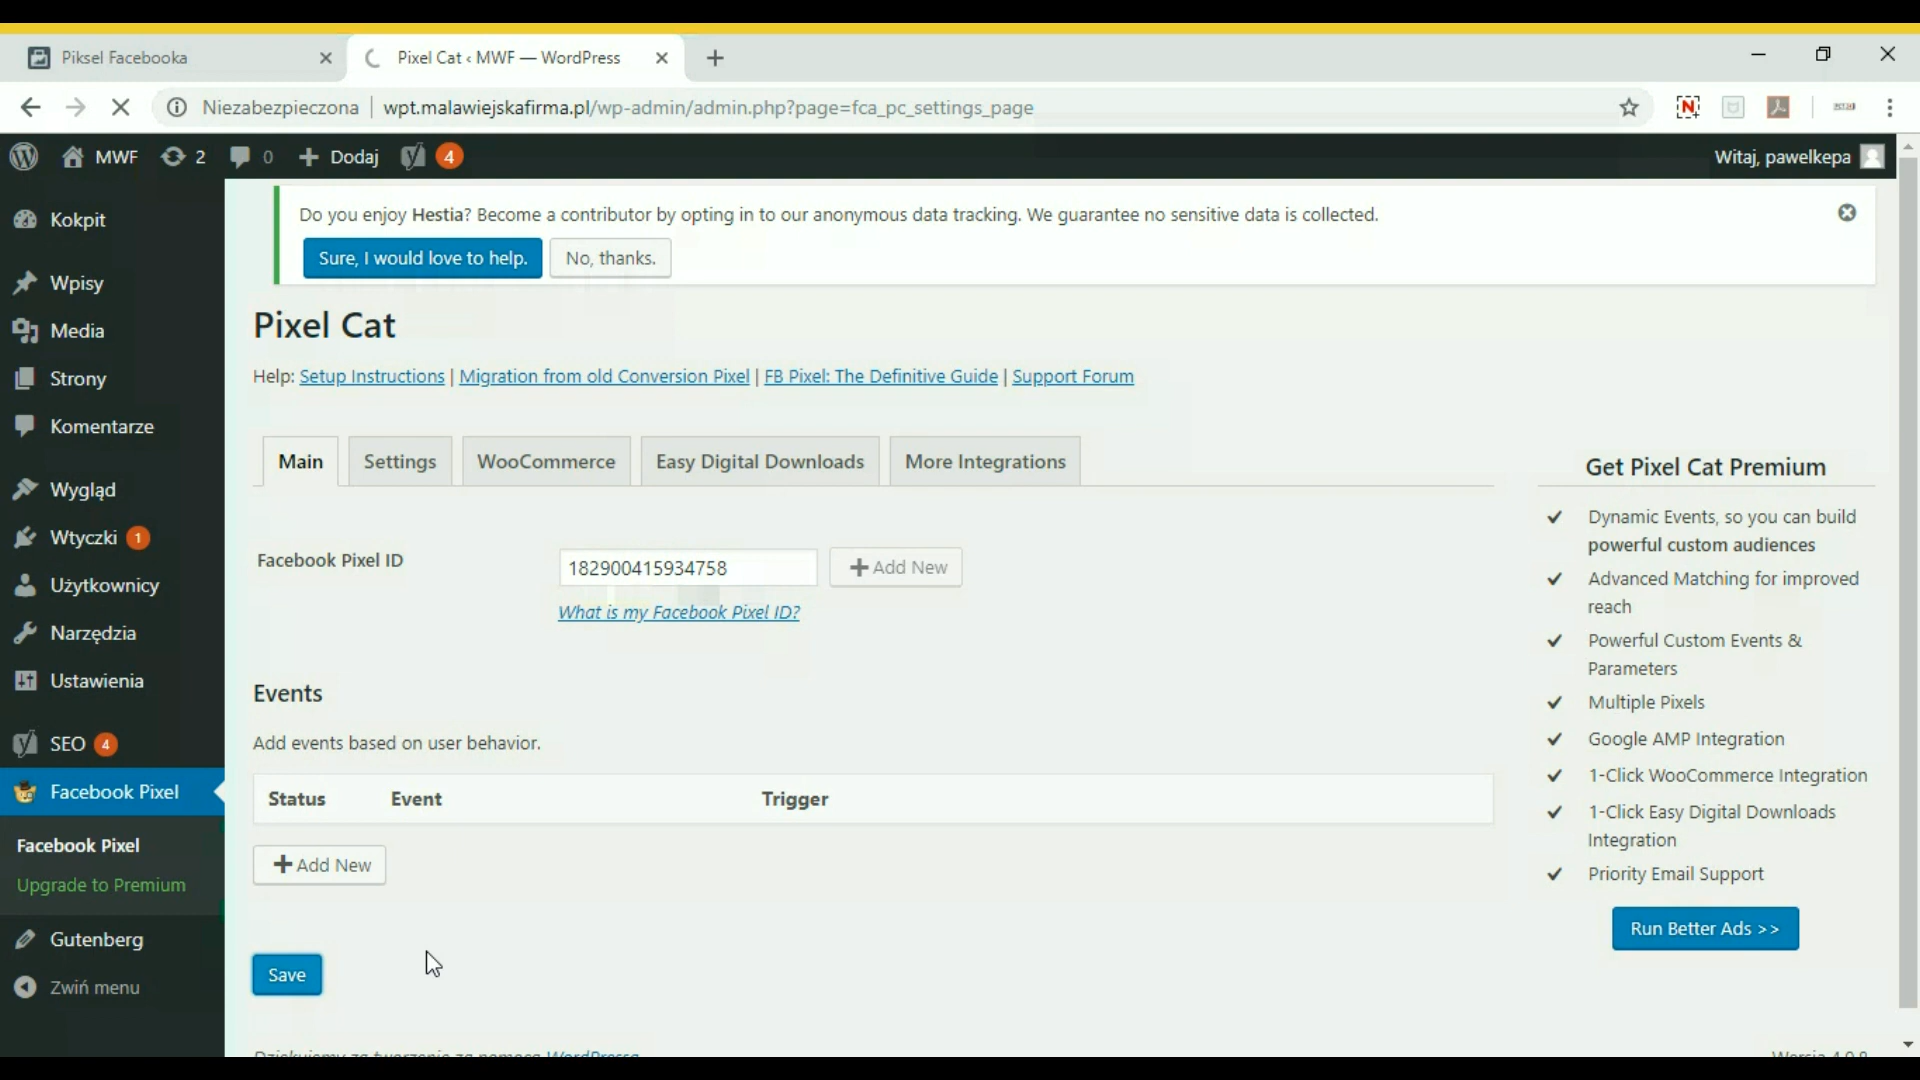 Piksel Facebooka
Pixel Cat ‹ MWF — WordPress
Niezabezpieczona
wpt.malawiejskafirma.pl/wp-admin/admin.php?page=fca_pc_settings_page
MWF
2
0
Dodaj
4
Witaj, pawelkepa
Kokpit
Wpisy
Media
Strony
Komentarze
Wygląd
Wtyczki 1
Użytkownicy
Narzędzia
Ustawienia
SEO 4
Facebook Pixel
Facebook Pixel
Upgrade to Premium
Gutenberg
Zwiń menu
Do you enjoy Hestia? Become a contributor by opting in to our anonymous data tracking. We guarantee no sensitive data is collected.
Sure, I would love to help.
No, thanks.
Pixel Cat
Help: Setup Instructions | Migration from old Conversion Pixel | FB Pixel: The Definitive Guide | Support Forum
Main
Settings
WooCommerce
Easy Digital Downloads
More Integrations
Facebook Pixel ID
182900415934758
Add New
What is my Facebook Pixel ID?
Events
Add events based on user behavior.
Status
Event
Trigger
Add New
Save
Get Pixel Cat Premium
Dynamic Events, so you can build
powerful custom audiences
Advanced Matching for improved
reach
Powerful Custom Events &
Parameters
Multiple Pixels
Google AMP Integration
1-Click WooCommerce Integration
1-Click Easy Digital Downloads
Integration
Priority Email Support
Run Better Ads >>
Dziękujemy za tworzenie za pomocą WordPressa